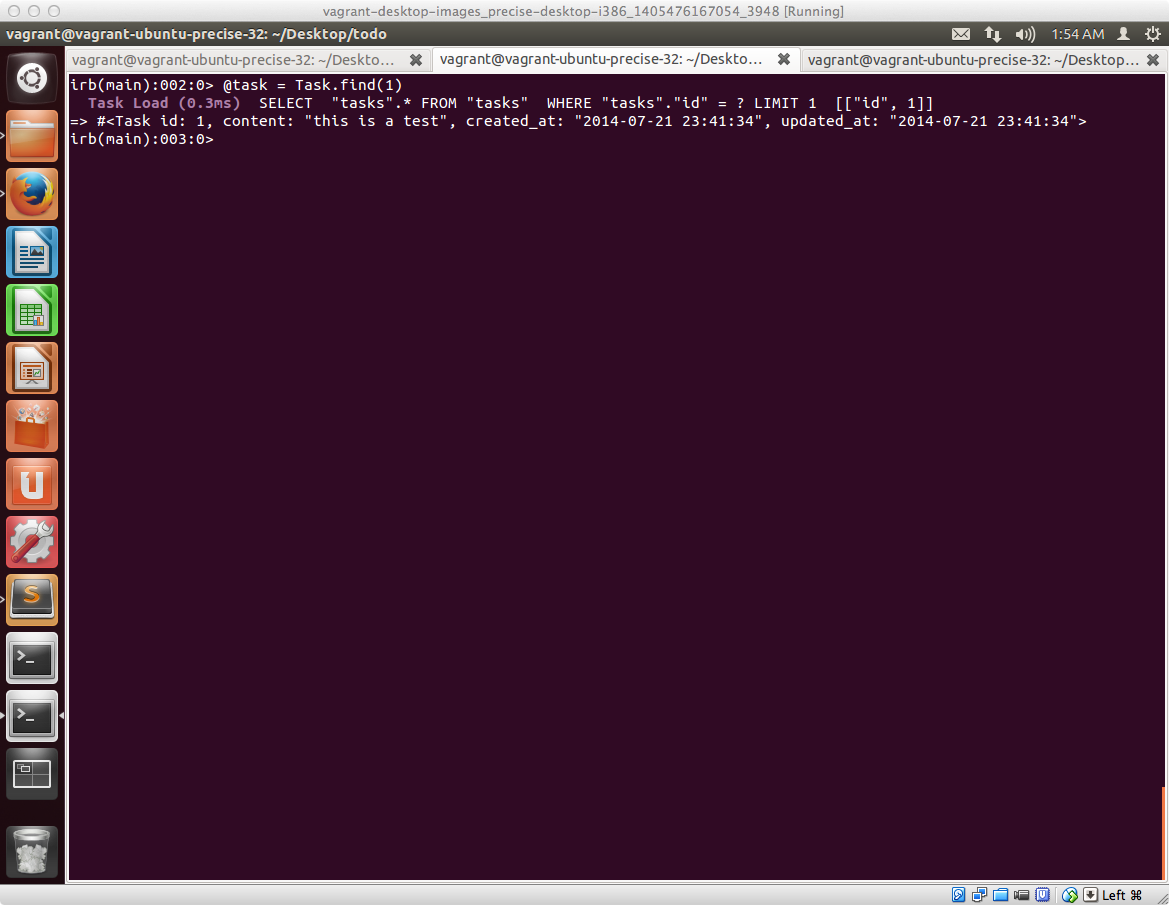 vagrant-desktop-images_precise-desktop-i386_1405476167054_3948 [Running]
vagrant@vagrant-ubuntu-precise-32: ~/Desktop/todo
1:54 AM
vagrant@vagrant-ubuntu-precise-32: ~/Deskto...
vagrant@vagrant-ubuntu-precise-32: ~/Deskto...
vagrant@vagrant-ubuntu-precise-32: ~/Desktop...
irb(main):002:0> @task = Task.find(1)
  Task Load (0.3ms)  SELECT  "tasks".* FROM "tasks"  WHERE "tasks"."id" = ? LIMIT 1  [["id", 1]]
=> #<Task id: 1, content: "this is a test", created_at: "2014-07-21 23:41:34", updated_at: "2014-07-21 23:41:34">
irb(main):003:0>
Left ⌘